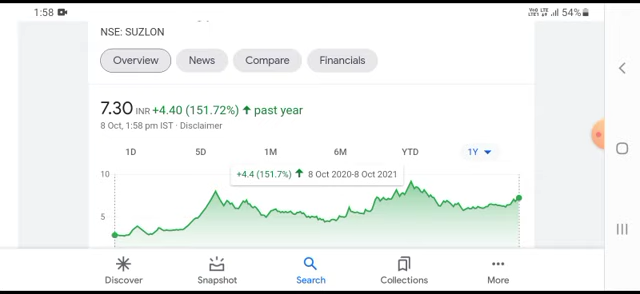 1:58 54%
NSE: SUZLON
Overview News Compare Financials
7.30 INR +4.40 (151.72%) ↑ past year
8 Oct, 1:58 pm IST · Disclaimer
1D 5D 1M 6M YTD 1Y
+4.4 (151.7%) ↑ 8 Oct 2020-8 Oct 2021
10
5
Discover Snapshot Search Collections More